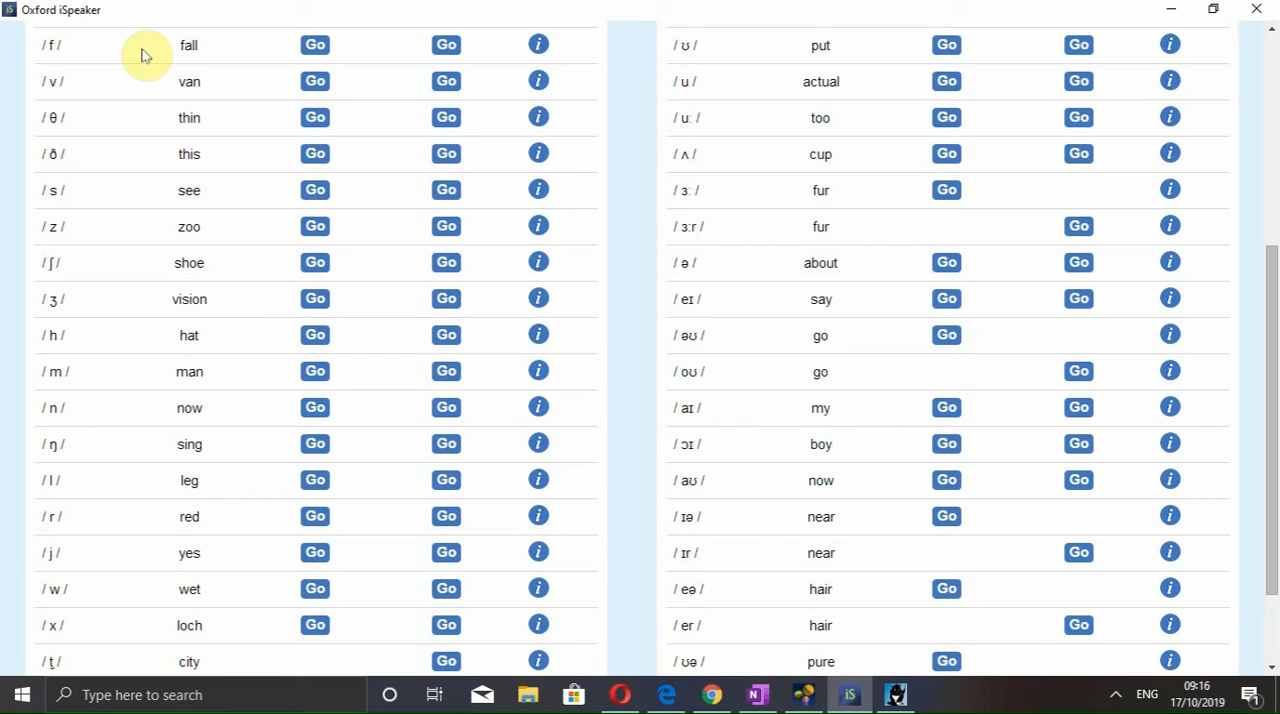 Oxford iSpeaker
/ f / fall Go Go i
/ v / van Go Go i
/ θ / thin Go Go i
/ ð / this Go Go i
/ s / see Go Go i
/ z / zoo Go Go i
/ ʃ / shoe Go Go i
/ ʒ / vision Go Go i
/ h / hat Go Go i
/ m / man Go Go i
/ n / now Go Go i
/ ŋ / sing Go Go i
/ l / leg Go Go i
/ r / red Go Go i
/ j / yes Go Go i
/ w / wet Go Go i
/ x / loch Go Go i
/ t̬ / city Go i
/ ʊ / put Go Go i
/ u / actual Go Go i
/ uː / too Go Go i
/ ʌ / cup Go Go i
/ ɜː / fur Go i
/ ɜːr / fur Go i
/ ə / about Go Go i
/ eɪ / say Go Go i
/ əʊ / go Go i
/ oʊ / go Go i
/ aɪ / my Go Go i
/ ɔɪ / boy Go Go i
/ aʊ / now Go Go i
/ ɪə / near Go i
/ ɪr / near Go i
/ eə / hair Go i
/ er / hair Go i
/ ʊə / pure Go i
Type here to search
N
iS
ENG
09:16
17/10/2019
1